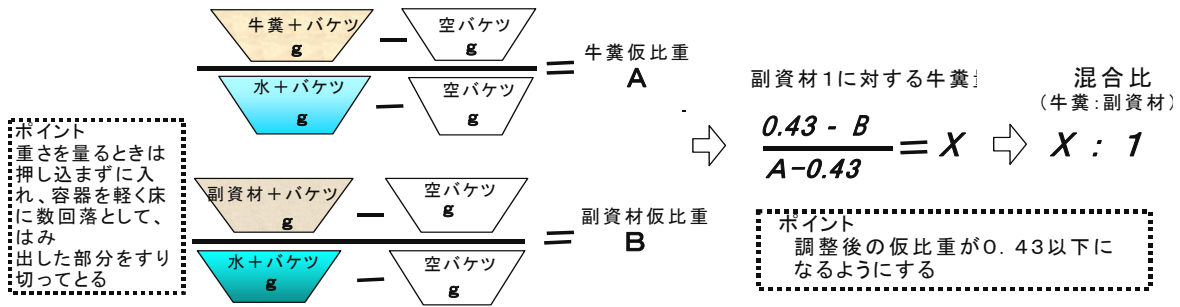 牛糞+バケツ
g
空バケツ
g
水+バケツ
g
空バケツ
g
=
牛糞仮比重
A
ポイント
重さを量るときは
押し込まずに入
れ、容器を軽く床
に数回落として、
はみ
出した部分をすり
切ってとる
副資材+バケツ
g
空バケツ
g
水+バケツ
g
空バケツ
g
=
副資材仮比重
B
副資材1に対する牛糞
0.43 - B
A-0.43
= X
混合比
(牛糞:副資材)
X : 1
ポイント
調整後の仮比重が0.43以下に
なるようにする